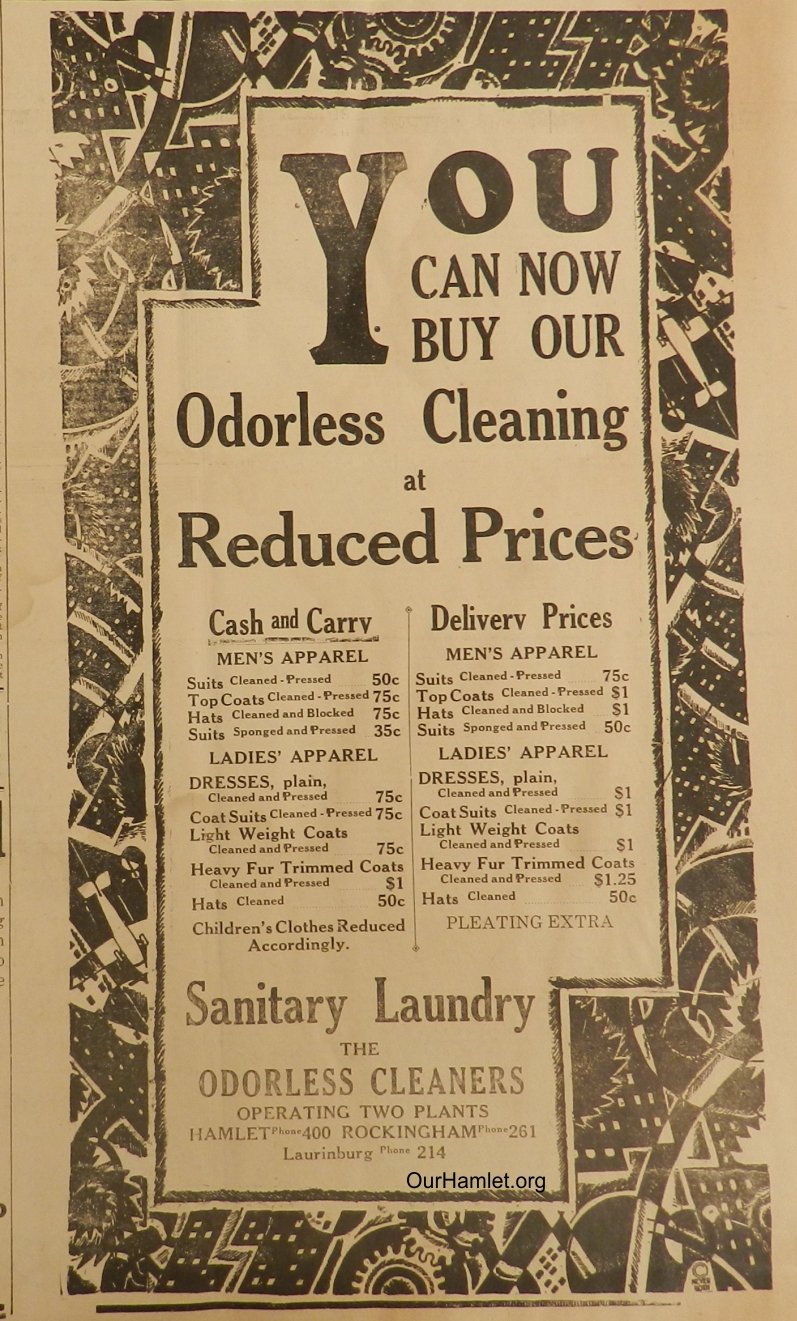 YOU
CAN NOW
BUY OUR
Odorless Cleaning
at
Reduced Prices
Cash and Carry
MEN'S APPAREL
Suits Cleaned - Pressed 50c
Top Coats Cleaned - Pressed 75c
Hats Cleaned and Blocked 75c
Suits Sponged and Pressed 35c
LADIES' APPAREL
DRESSES, plain,
Cleaned and Pressed 75c
Coat Suits Cleaned - Pressed 75c
Light Weight Coats
Cleaned and Pressed 75c
Heavy Fur Trimmed Coats
Cleaned and Pressed $1
Hats Cleaned 50c
Children's Clothes Reduced
Accordingly.
Delivery Prices
MEN'S APPAREL
Suits Cleaned - Pressed 75c
Top Coats Cleaned - Pressed $1
Hats Cleaned and Blocked $1
Suits Sponged and Pressed 50c
LADIES' APPAREL
DRESSES, plain,
Cleaned and Pressed $1
Coat Suits Cleaned - Pressed $1
Light Weight Coats
Cleaned and Pressed $1
Heavy Fur Trimmed Coats
Cleaned and Pressed $1.25
Hats Cleaned 50c
PLEATING EXTRA
Sanitary Laundry
THE
ODORLESS CLEANERS
OPERATING TWO PLANTS
HAMLET Phone 400 ROCKINGHAM Phone 261
Laurinburg Phone 214
OurHamlet.org